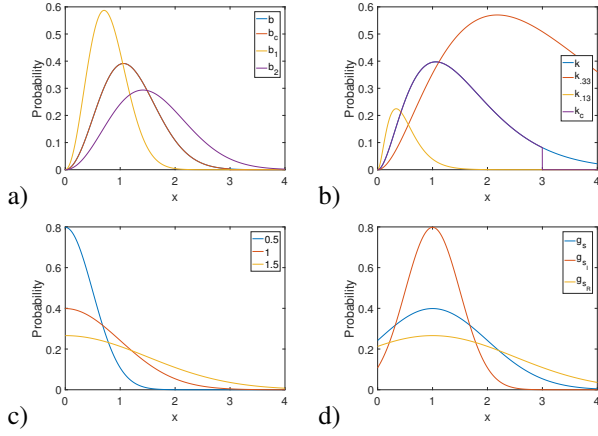 a)
Probability
0.6
0.5
0.4
0.3
0.2
0.1
0
0 1 2 3 4
x
b
b_c
b_1
b_2
b)
Probability
0.6
0.5
0.4
0.3
0.2
0.1
0
0 1 2 3 4
x
k
k_.33
k_.13
k_c
c)
Probability
0.8
0.6
0.4
0.2
0
0 1 2 3 4
x
0.5
1
1.5
d)
Probability
0.8
0.6
0.4
0.2
0
0 1 2 3 4
x
g_s
g_s_I
g_s_R